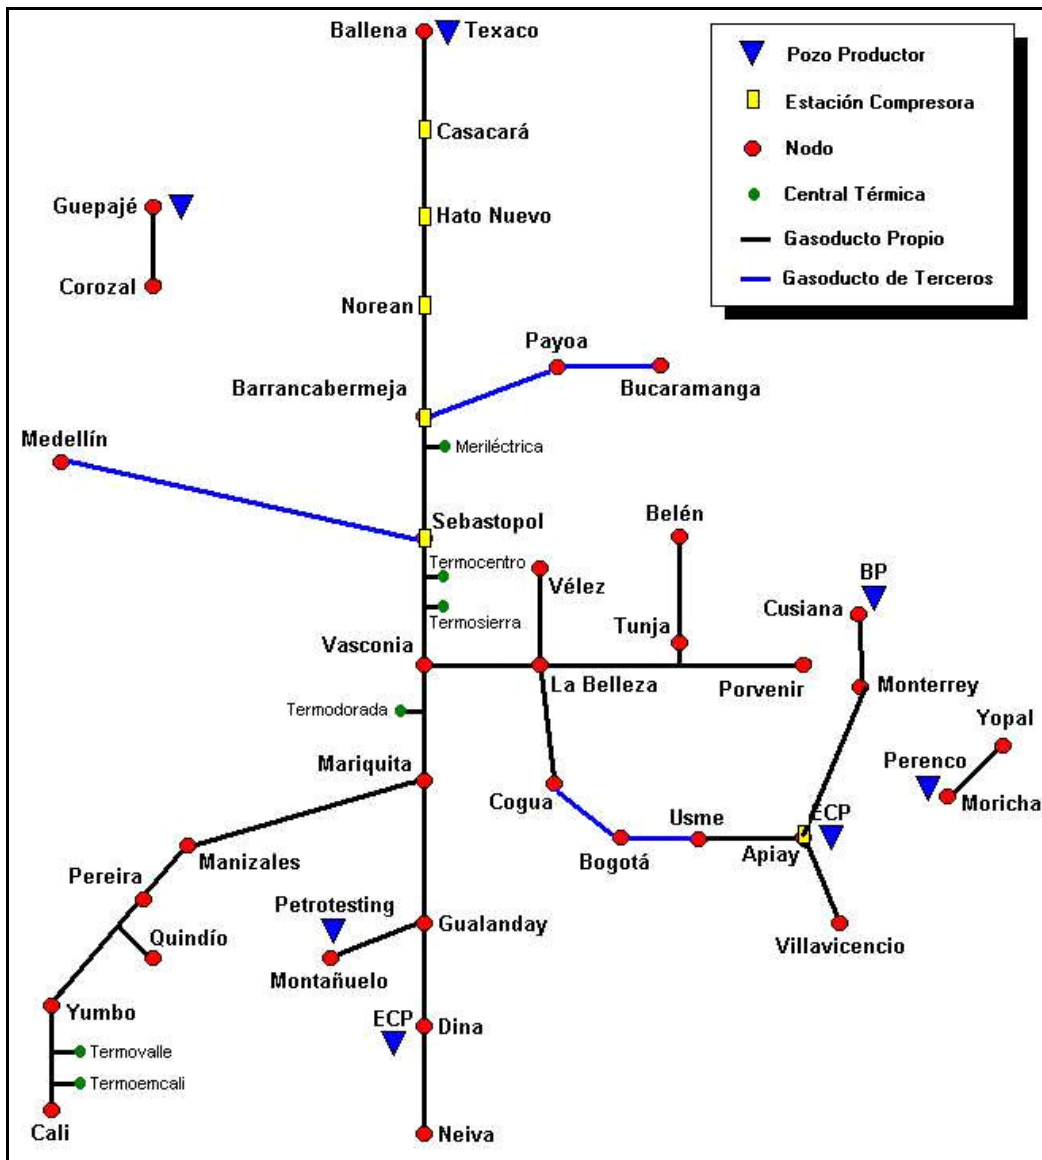 Ballena
Texaco
Pozo Productor
Estación Compresora
Casacará
Nodo
Central Térmica
Guepajé
Hato Nuevo
Gasoducto Propio
Gasoducto de Terceros
Corozal
Norean
Payoa
Barrancabermeja
Bucaramanga
Medellín
Meriléctrica
Sebastopol
Belén
Termocentro
Vélez
BP
Cusiana
Termosierra
Tunja
Vasconia
La Belleza
Porvenir
Monterrey
Termodorada
Yopal
Mariquita
Perenco
Cogua
Moricha
Usme
ECP
Bogotá
Apiay
Manizales
Pereira
Petrotesting
Quindío
Gualanday
Villavicencio
Montañuelo
Yumbo
ECP
Dina
Termovalle
Termoemcali
Cali
Neiva